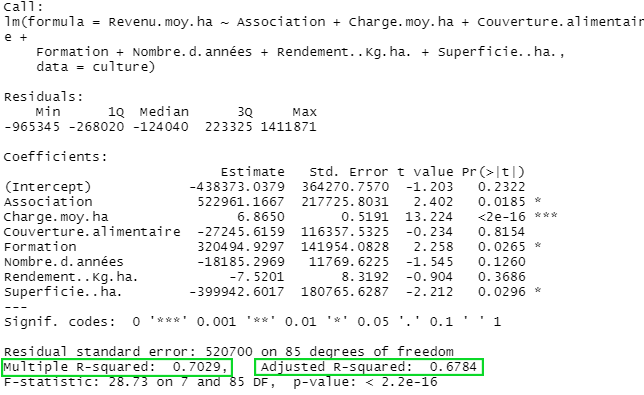 Call:
lm(formula = Revenu.moy.ha ~ Association + Charge.moy.ha + Couverture.alimentair
e +
    Formation + Nombre.d.années + Rendement..Kg.ha. + Superficie..ha.,
    data = culture)
Residuals:
    Min      1Q  Median      3Q     Max
-965345 -268020 -124040  223325 1411871
Coefficients:
                          Estimate   Std. Error t value Pr(>|t|)
(Intercept)           -438373.0379  364270.7570  -1.203   0.2322
Association            522961.1667  217725.8031   2.402   0.0185 *
Charge.moy.ha               6.8650       0.5191  13.224   <2e-16 ***
Couverture.alimentaire -27245.6159  116357.5325  -0.234   0.8154
Formation              320494.9297  141954.0828   2.258   0.0265 *
Nombre.d.années        -18185.2969   11769.6225  -1.545   0.1260
Rendement..Kg.ha.          -7.5201       8.3192  -0.904   0.3686
Superficie..ha.       -399942.6017  180765.6287  -2.212   0.0296 *
---
Signif. codes:  0 '***' 0.001 '**' 0.01 '*' 0.05 '.' 0.1 ' ' 1
Residual standard error: 520700 on 85 degrees of freedom
Multiple R-squared:  0.7029,    Adjusted R-squared:  0.6784
F-statistic: 28.73 on 7 and 85 DF,  p-value: < 2.2e-16